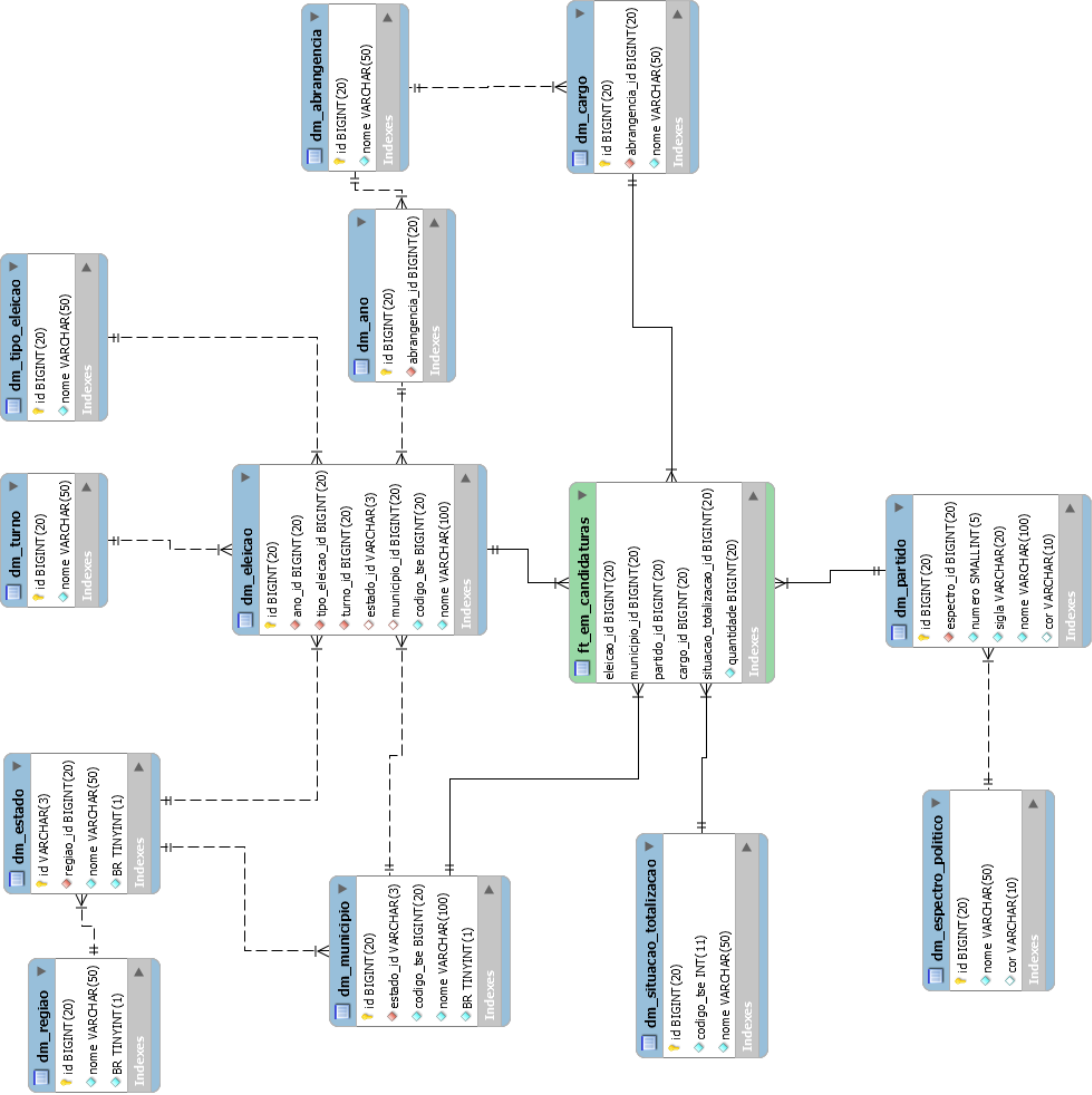 dm_regiao
id BIGINT(20)
nome VARCHAR(50)
BR TINYINT(1)
Indexes
dm_estado
id VARCHAR(3)
regiao_id BIGINT(20)
nome VARCHAR(50)
BR TINYINT(1)
Indexes
dm_turno
id BIGINT(20)
nome VARCHAR(50)
Indexes
dm_tipo_eleicao
id BIGINT(20)
nome VARCHAR(50)
Indexes
dm_municipio
id BIGINT(20)
estado_id VARCHAR(3)
codigo_tse BIGINT(20)
nome VARCHAR(100)
BR TINYINT(1)
Indexes
dm_eleicao
id BIGINT(20)
ano_id BIGINT(20)
tipo_eleicao_id BIGINT(20)
turno_id BIGINT(20)
estado_id VARCHAR(3)
municipio_id BIGINT(20)
codigo_tse BIGINT(20)
nome VARCHAR(100)
Indexes
dm_ano
id BIGINT(20)
abrangencia_id BIGINT(20)
Indexes
dm_abrangencia
id BIGINT(20)
nome VARCHAR(50)
Indexes
dm_situacao_totalizacao
id BIGINT(20)
codigo_tse INT(11)
nome VARCHAR(50)
Indexes
ft_em_candidaturas
eleicao_id BIGINT(20)
municipio_id BIGINT(20)
partido_id BIGINT(20)
cargo_id BIGINT(20)
situacao_totalizacao_id BIGINT(20)
quantidade BIGINT(20)
Indexes
dm_cargo
id BIGINT(20)
abrangencia_id BIGINT(20)
nome VARCHAR(50)
Indexes
dm_espectro_politico
id BIGINT(20)
nome VARCHAR(50)
cor VARCHAR(10)
Indexes
dm_partido
id BIGINT(20)
espectro_id BIGINT(20)
numero SMALLINT(5)
sigla VARCHAR(20)
nome VARCHAR(100)
cor VARCHAR(10)
Indexes